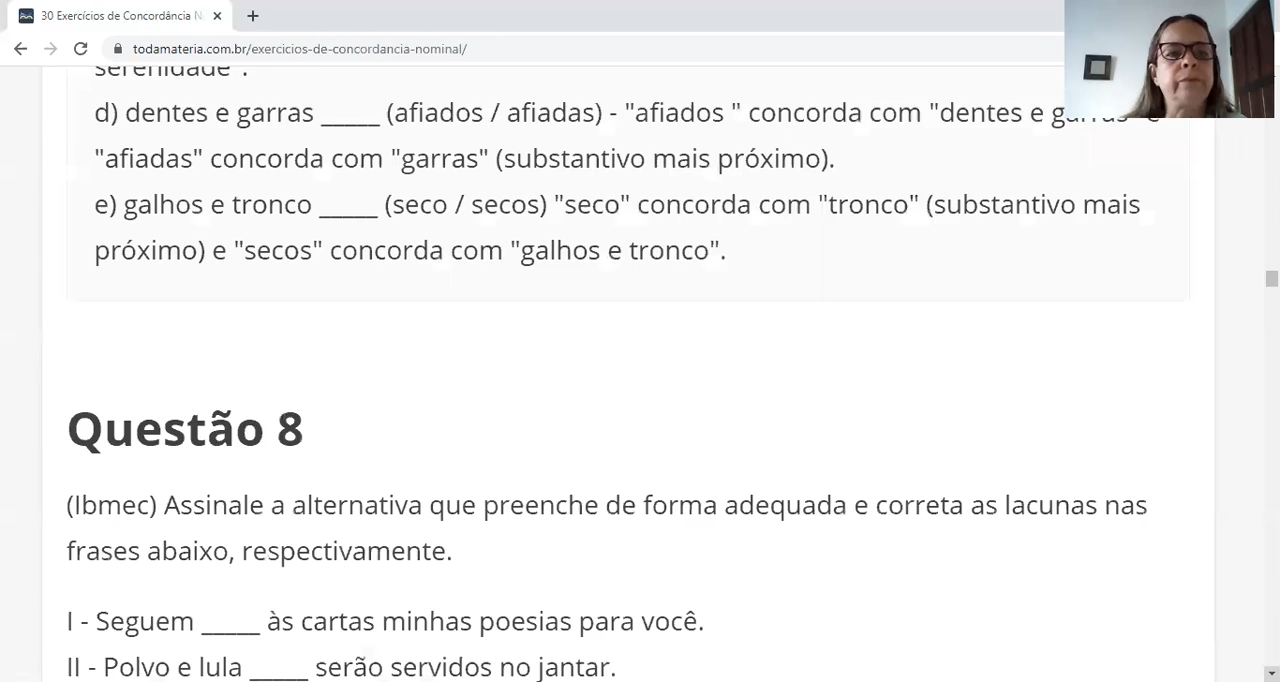 30 Exercícios de Concordância N
todamateria.com.br/exercicios-de-concordancia-nominal/
serenidade".
d) dentes e garras _____ (afiados / afiadas) - "afiados " concorda com "dentes e garras" e
"afiadas" concorda com "garras" (substantivo mais próximo).
e) galhos e tronco _____ (seco / secos) "seco" concorda com "tronco" (substantivo mais
próximo) e "secos" concorda com "galhos e tronco".
Questão 8
(Ibmec) Assinale a alternativa que preenche de forma adequada e correta as lacunas nas
frases abaixo, respectivamente.
I - Seguem _____ às cartas minhas poesias para você.
II - Polvo e lula _____ serão servidos no jantar.